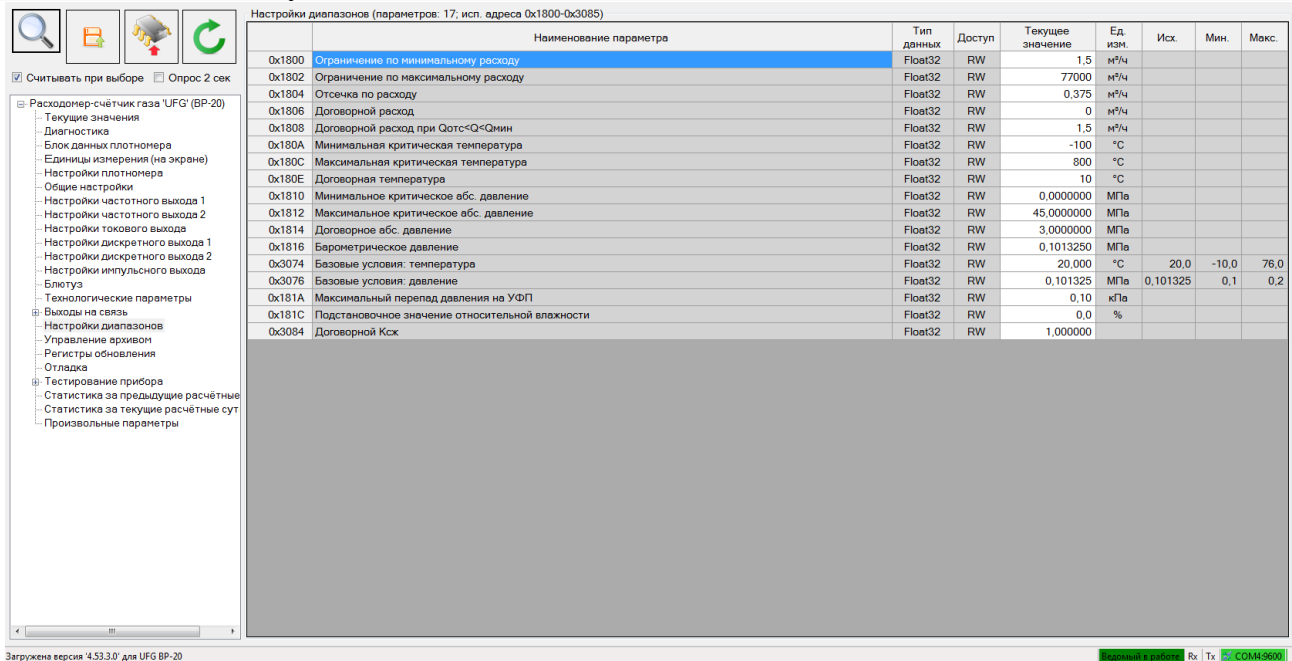 Настройки диапазонов (параметров: 17; исп. адреса 0x1800-0x3085)
Считывать при выборе Опрос 2 сек
Расходомер-счётчик газа 'UFG' (BP-20)
Текущие значения
Диагностика
Блок данных плотномера
Единицы измерения (на экране)
Настройки плотномера
Общие настройки
Настройки частотного выхода 1
Настройки частотного выхода 2
Настройки токового выхода
Настройки дискретного выхода 1
Настройки дискретного выхода 2
Настройки импульсного выхода
Блютуз
Технологические параметры
Выходы на связь
Настройки диапазонов
Управление архивом
Регистры обновления
Отладка
Тестирование прибора
Статистика за предыдущие расчётные
Статистика за текущие расчётные сут
Произвольные параметры
Наименование параметра Тип данных Доступ Текущее значение Ед. изм. Исх. Мин. Макс.
0x1800 Ограничение по минимальному расходу Float32 RW 1,5 м³/ч
0x1802 Ограничение по максимальному расходу Float32 RW 77000 м³/ч
0x1804 Отсечка по расходу Float32 RW 0,375 м³/ч
0x1806 Договорной расход Float32 RW 0 м³/ч
0x1808 Договорной расход при Qотс<Q<Qмин Float32 RW 1,5 м³/ч
0x180A Минимальная критическая температура Float32 RW -100 °C
0x180C Максимальная критическая температура Float32 RW 800 °C
0x180E Договорная температура Float32 RW 10 °C
0x1810 Минимальное критическое абс. давление Float32 RW 0,0000000 МПа
0x1812 Максимальное критическое абс. давление Float32 RW 45,0000000 МПа
0x1814 Договорное абс. давление Float32 RW 3,0000000 МПа
0x1816 Барометрическое давление Float32 RW 0,1013250 МПа
0x3074 Базовые условия: температура Float32 RW 20,000 °C 20,0 -10,0 76,0
0x3076 Базовые условия: давление Float32 RW 0,101325 МПа 0,101325 0,1 0,2
0x181A Максимальный перепад давления на УФП Float32 RW 0,10 кПа
0x181C Подстановочное значение относительной влажности Float32 RW 0,0 %
0x3084 Договорной Ксж Float32 RW 1,000000
Загружена версия '4.53.3.0' для UFG BP-20 Ведомый в работе Rx Tx COM4:9600